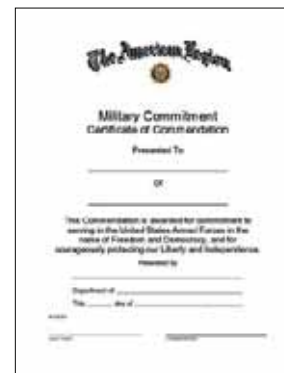 The American Legion
Military Commitment
Certificate of Commendation
Presented To
Of
This Commendation is awarded for commitment to
serving in the United States Armed Forces in the
name of Freedom and Democracy, and for
courageously protecting our Liberty and Independence.
Presented by
Department of
This day of